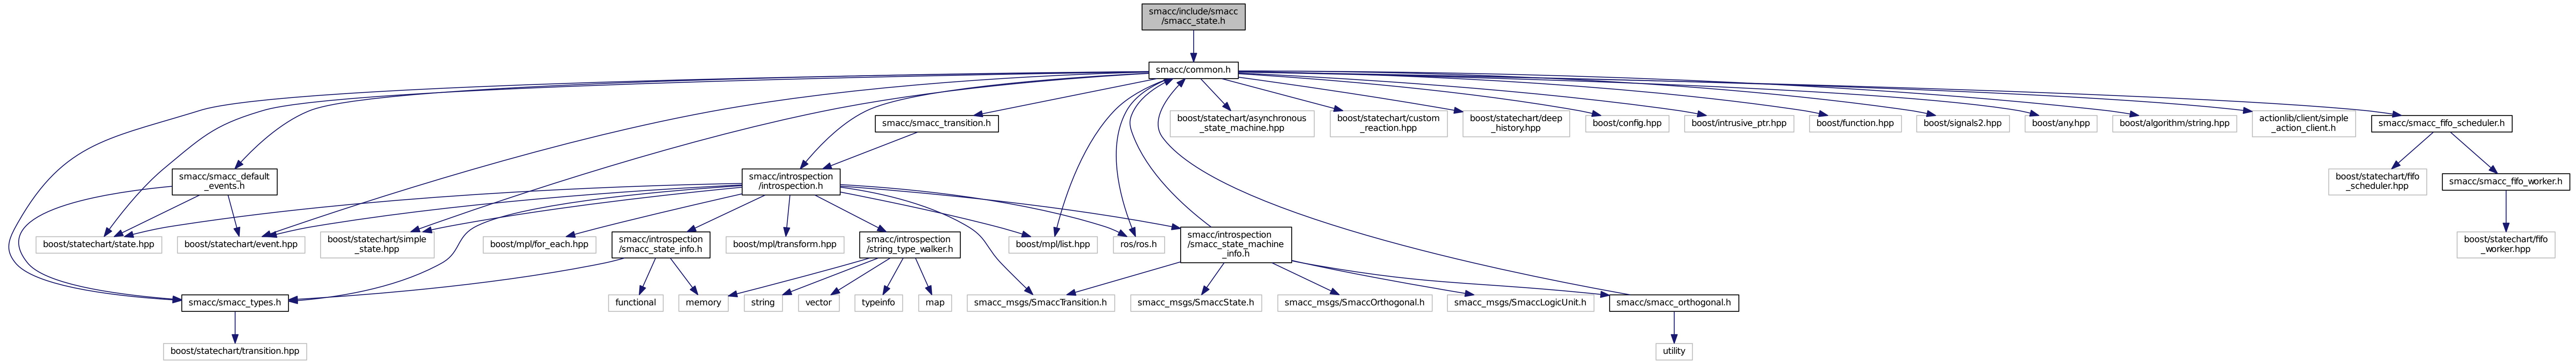 smacc/include/smacc
/smacc_state.h
smacc/common.h
smacc/smacc_transition.h
boost/statechart/asynchronous
_state_machine.hpp
boost/statechart/custom
_reaction.hpp
boost/statechart/deep
_history.hpp
boost/config.hpp
boost/intrusive_ptr.hpp
boost/function.hpp
boost/signals2.hpp
boost/any.hpp
boost/algorithm/string.hpp
actionlib/client/simple
_action_client.h
smacc/smacc_fifo_scheduler.h
smacc/smacc_default
_events.h
smacc/introspection
/introspection.h
boost/statechart/fifo
_scheduler.hpp
smacc/smacc_fifo_worker.h
boost/statechart/state.hpp
boost/statechart/event.hpp
boost/statechart/simple
_state.hpp
boost/mpl/for_each.hpp
smacc/introspection
/smacc_state_info.h
boost/mpl/transform.hpp
smacc/introspection
/string_type_walker.h
boost/mpl/list.hpp
ros/ros.h
smacc/introspection
/smacc_state_machine
_info.h
boost/statechart/fifo
_worker.hpp
smacc/smacc_types.h
functional
memory
string
vector
typeinfo
map
smacc_msgs/SmaccTransition.h
smacc_msgs/SmaccState.h
smacc_msgs/SmaccOrthogonal.h
smacc_msgs/SmaccLogicUnit.h
smacc/smacc_orthogonal.h
boost/statechart/transition.hpp
utility